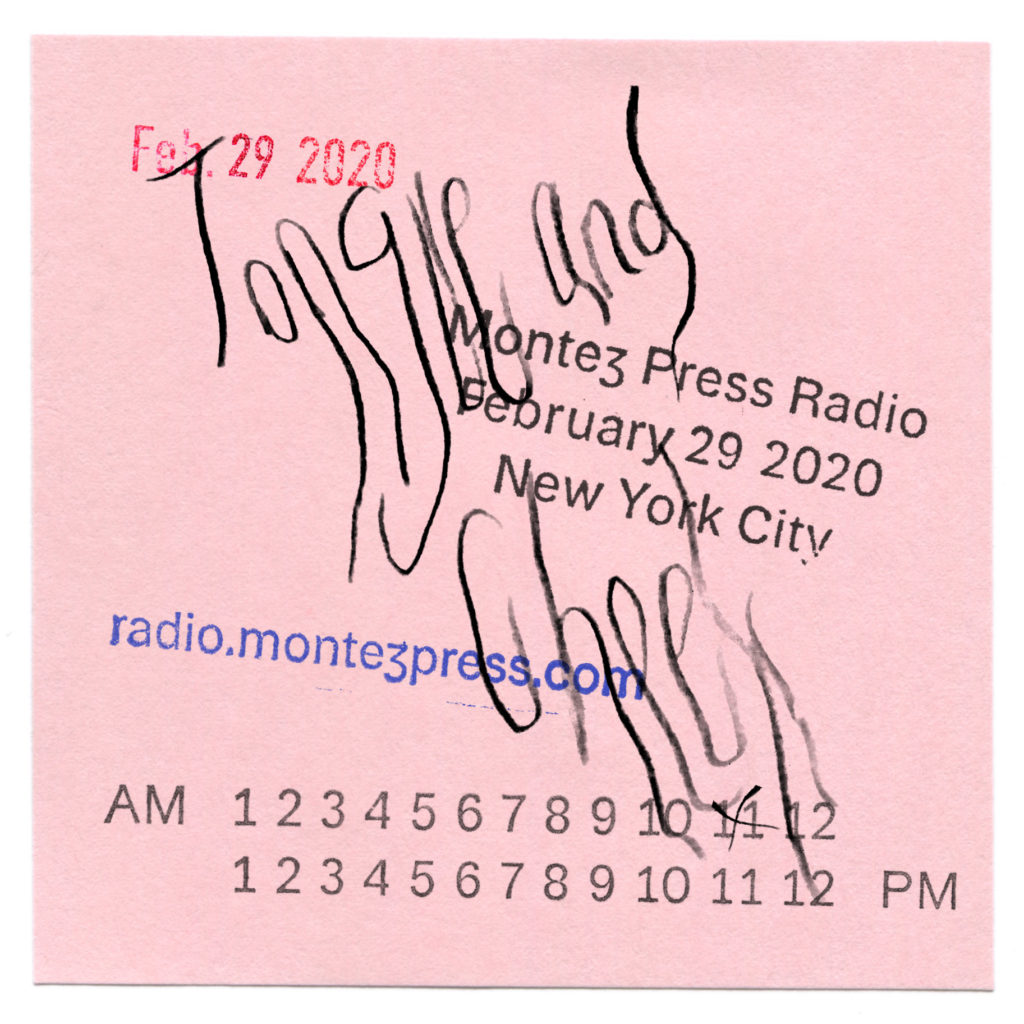 Feb. 29 2020
Tongue and
Monteʒ Press Radio
February 29 2020
New York City
Cheek
radio.monteʒpress.com
AM 1 2 3 4 5 6 7 8 9 10 11 12
1 2 3 4 5 6 7 8 9 10 11 12 PM